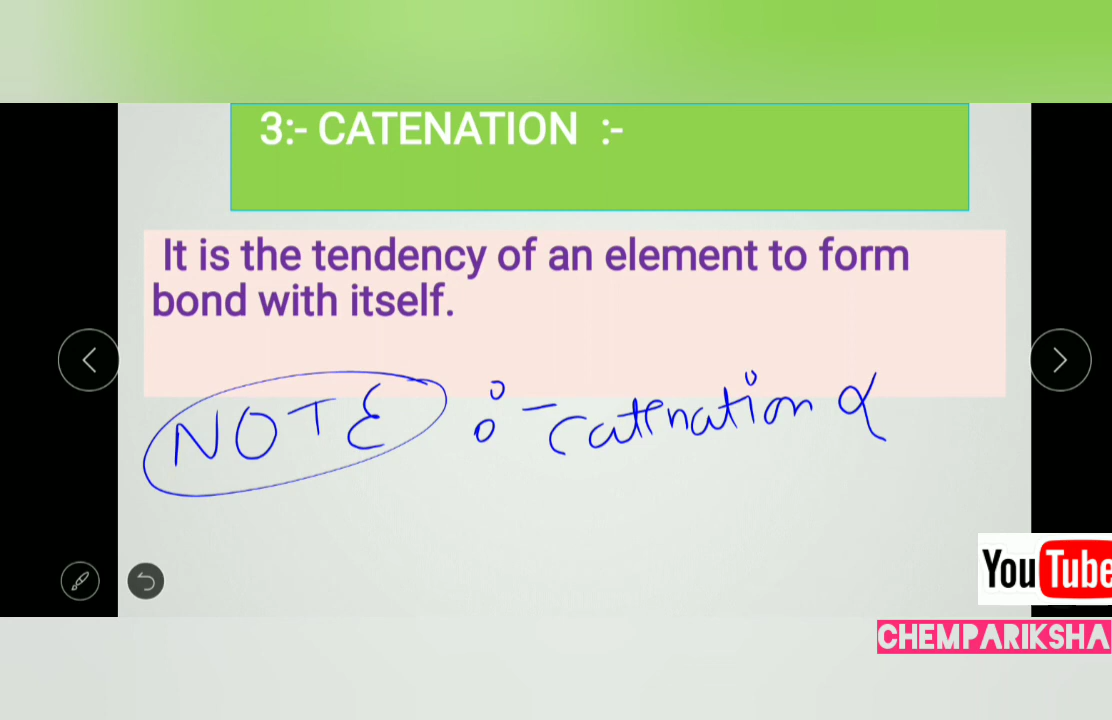 3:- CATENATION :-
It is the tendency of an element to form
bond with itself.
NOTE :- Catenation ∝
YouTube
CHEMPARIKSHA